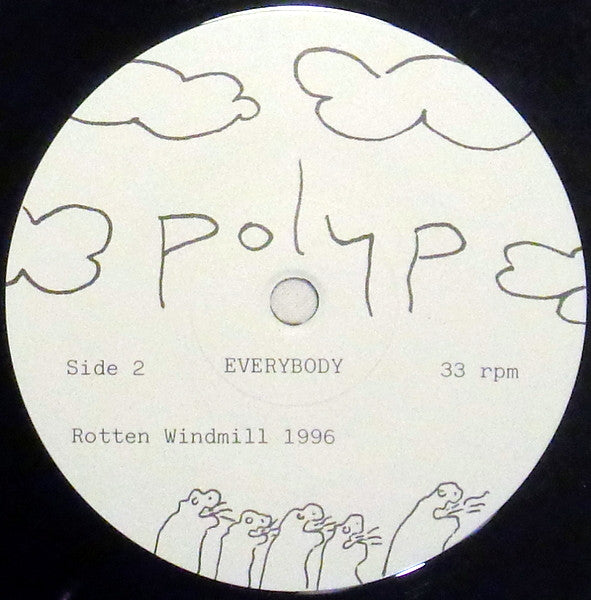 polyp
Side 2 EVERYBODY 33 rpm
Rotten Windmill 1996